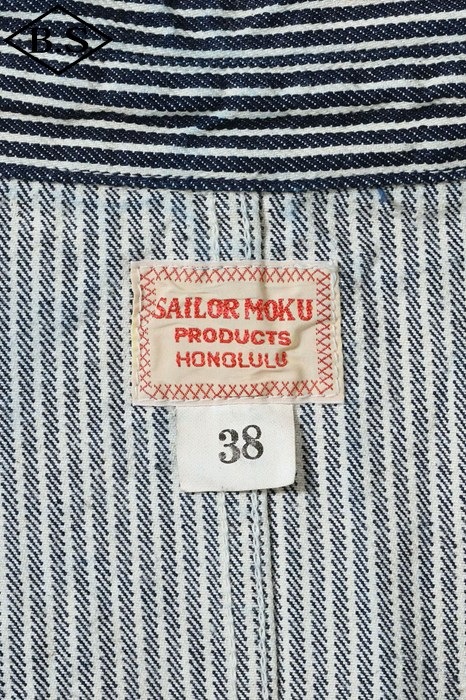 B.S
SAILOR MOKU
PRODUCTS
HONOLULU
38